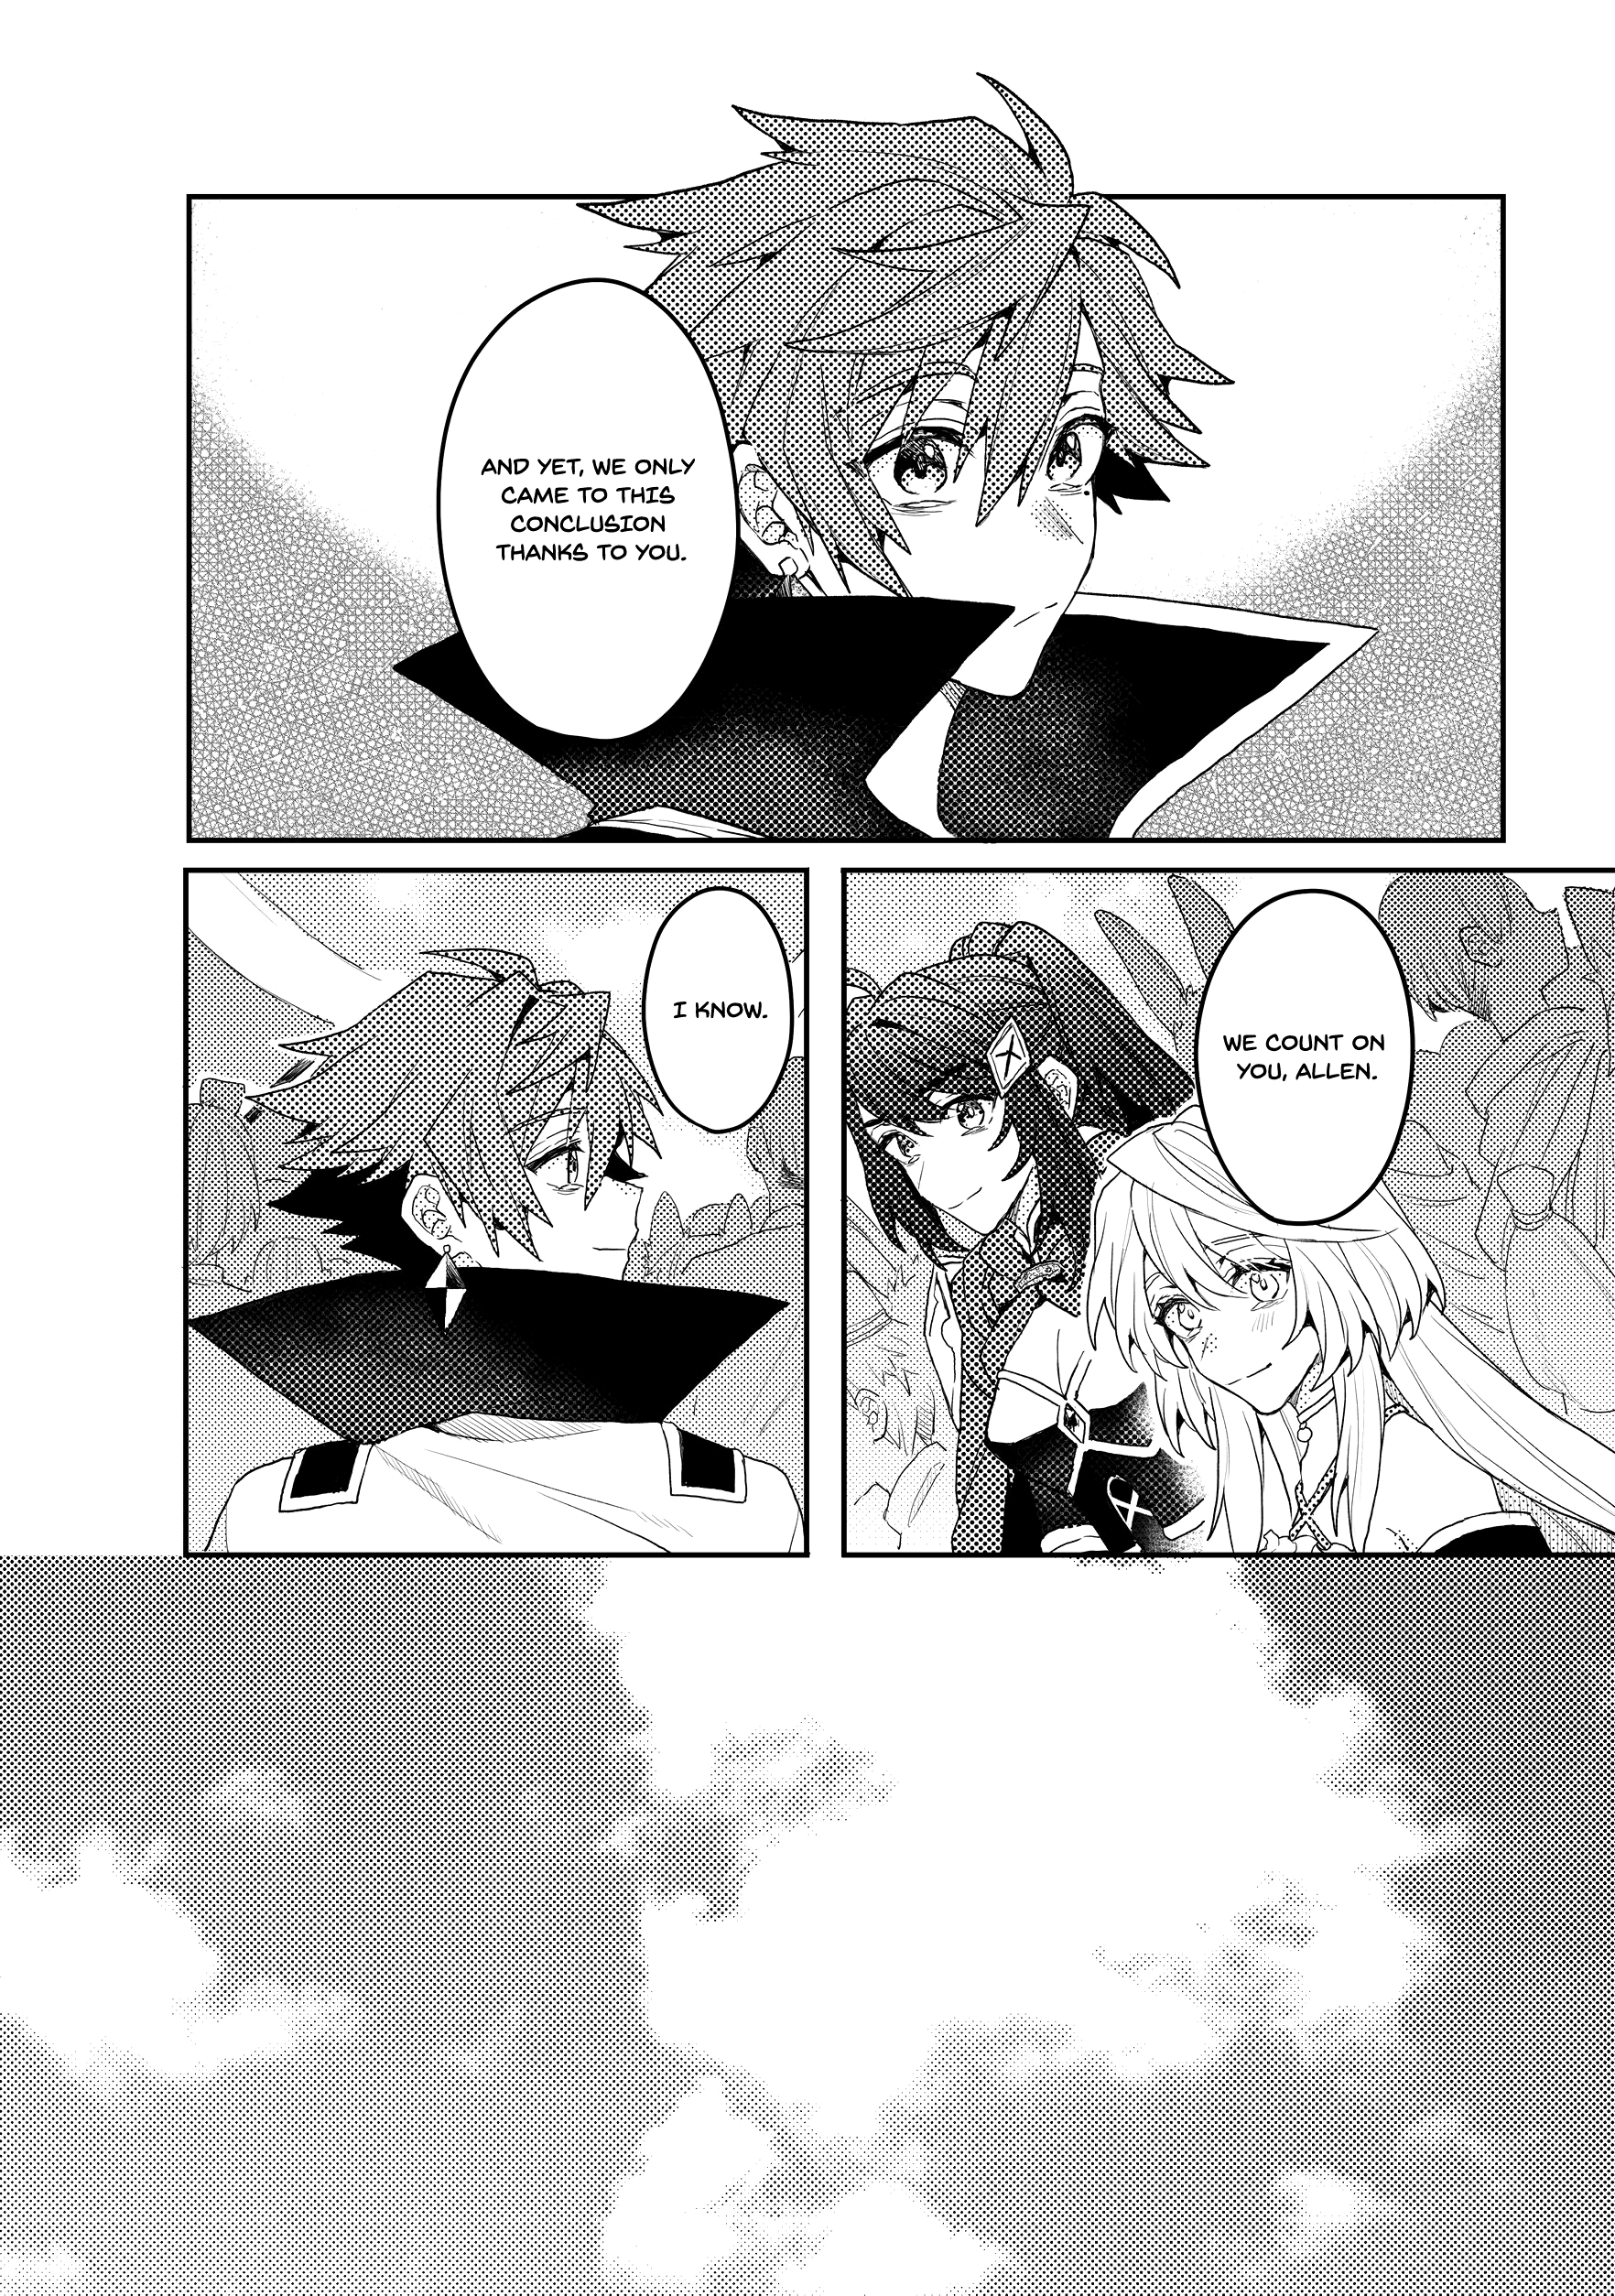 AND YET, WE ONLY
CAME TO THIS
CONCLUSION
THANKS TO YOU.
WE COUNT ON
YOU, ALLEN.
I KNOW.